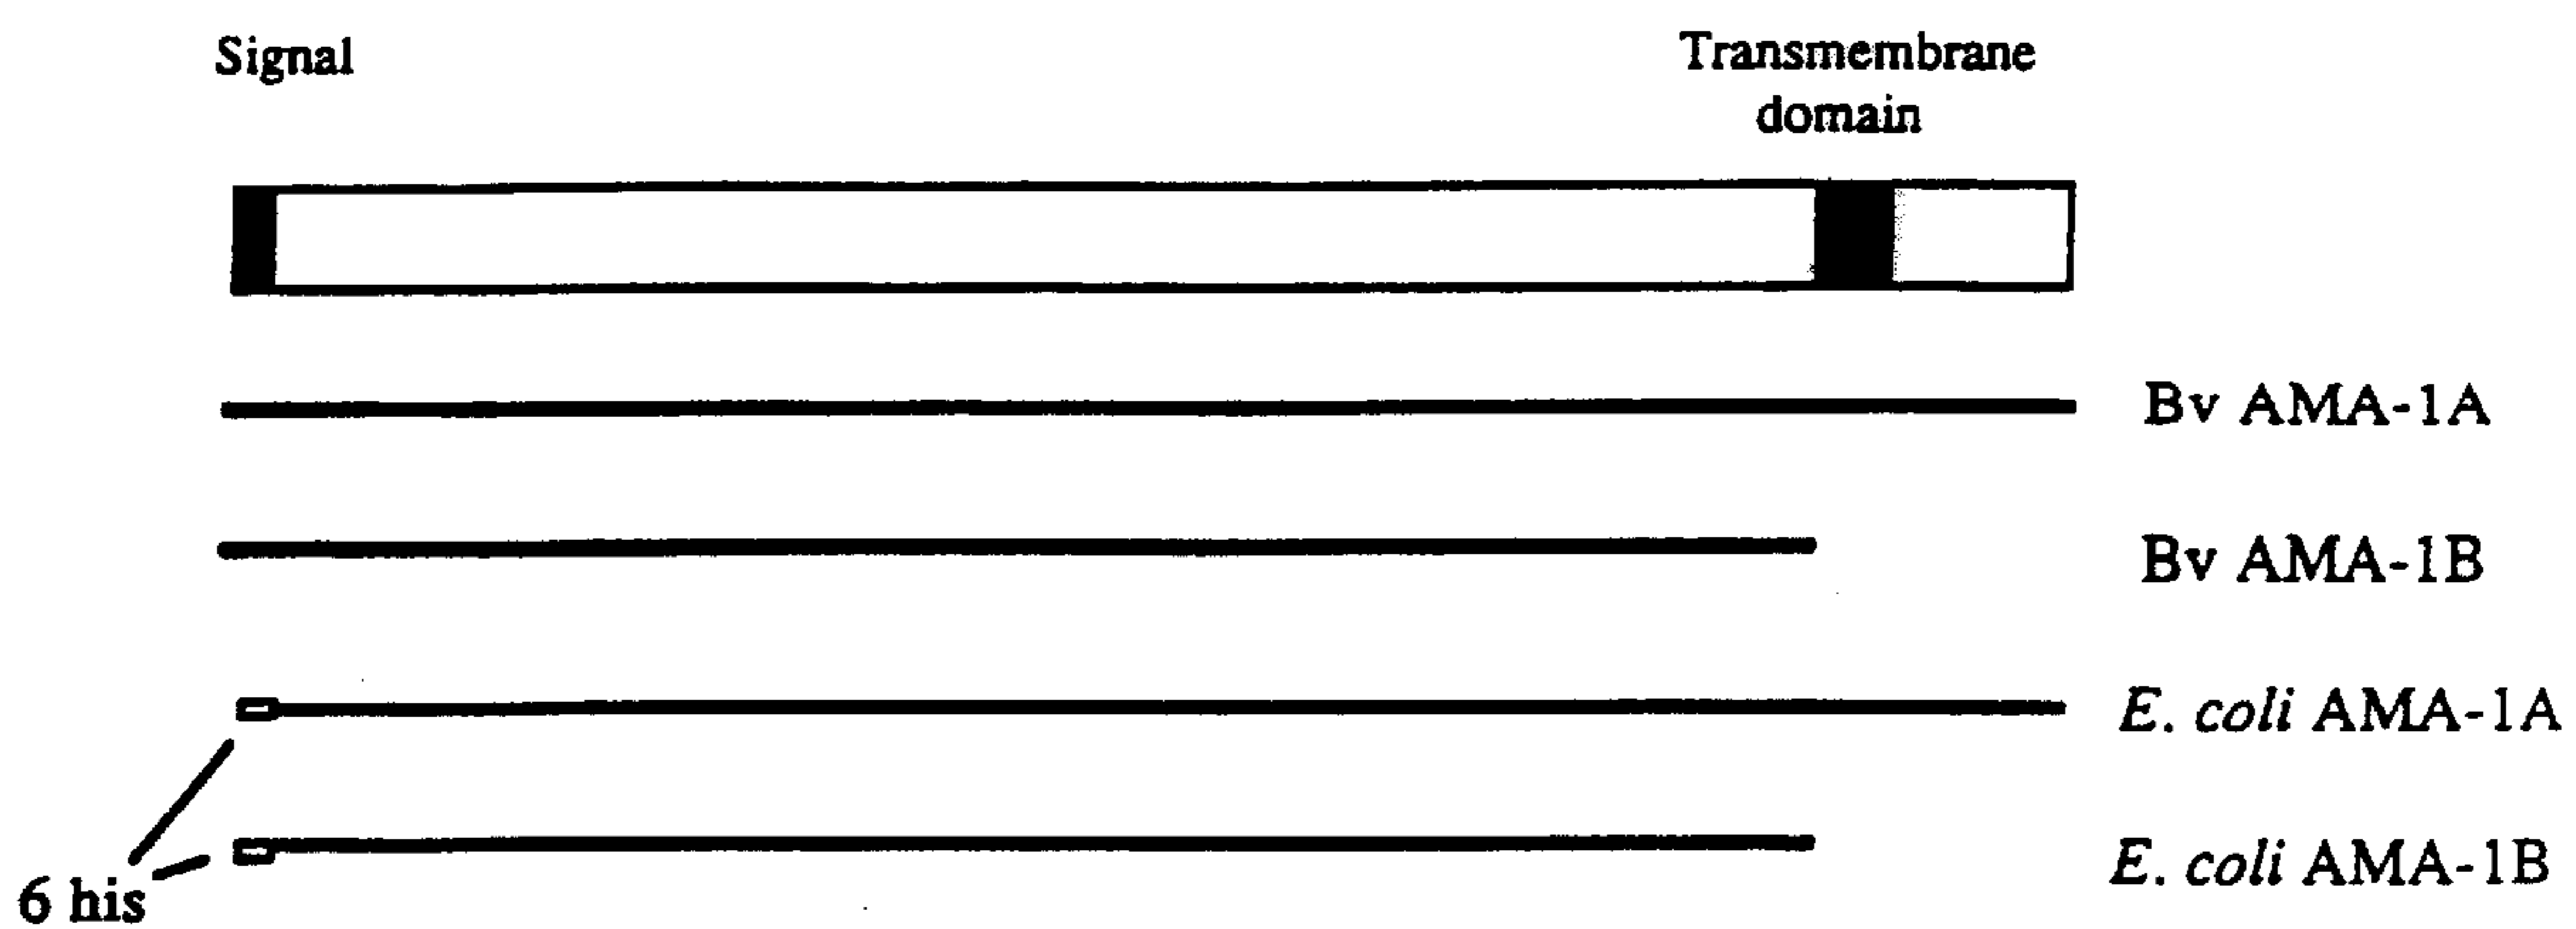 Signal
Transmembrane
domain
Bv AMA-1A
Bv AMA-1B
E. coli AMA-1A
E. coli AMA-1B
6 his